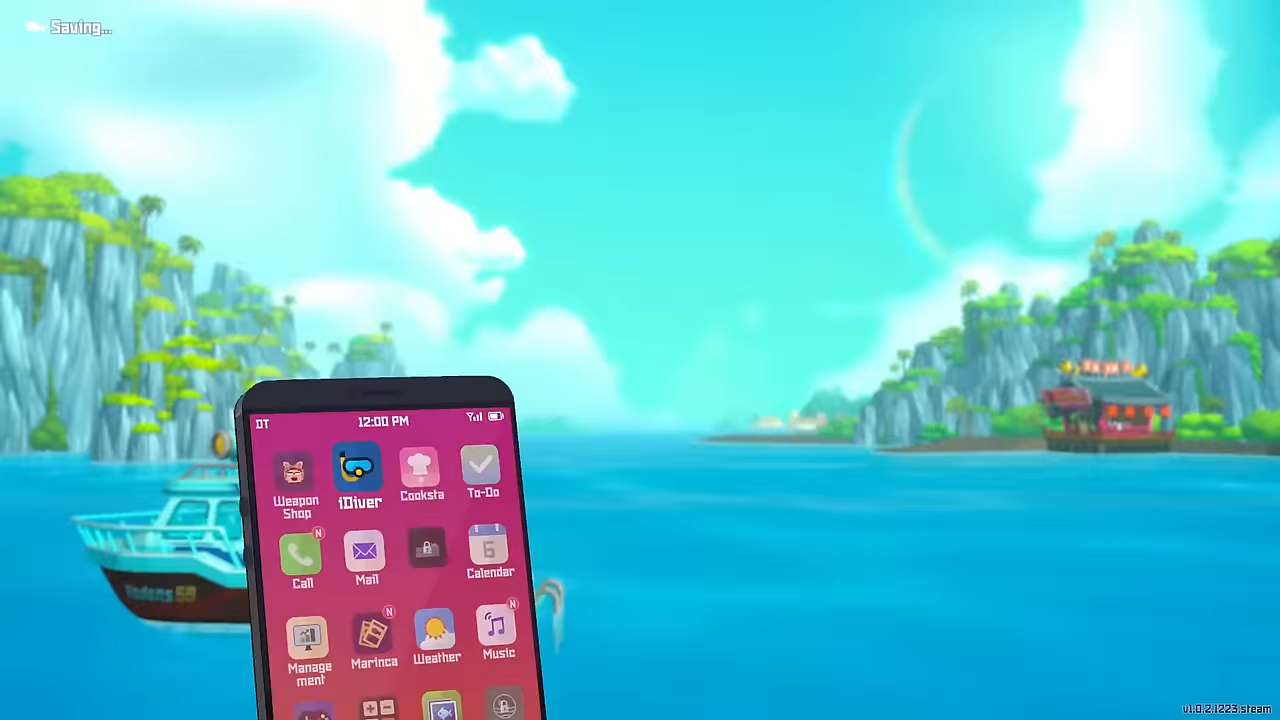 Saving...
DT 12:00 PM
Weapon Shop
iDiver
Cooksta
To-Do
N
Call
Mail
6
Calendar
Manage
ment
N
Marinca
Weather
N
Music
v1.0.2.1223.steam